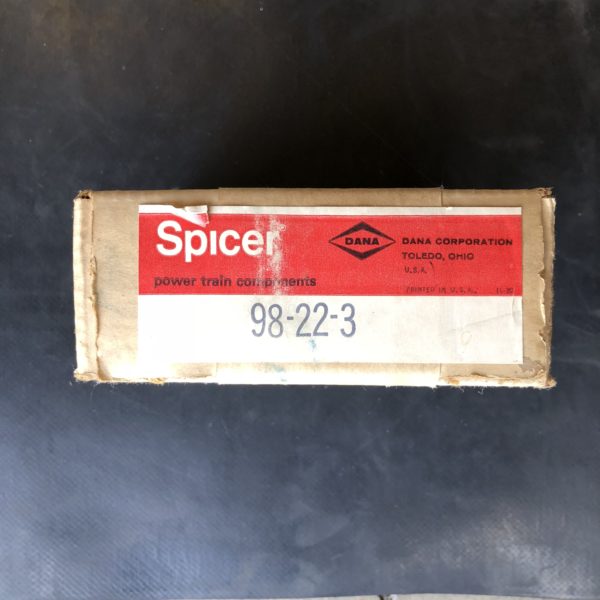 Spicer
power train components
DANA
DANA CORPORATION
TOLEDO, OHIO
U.S.A.
PRINTED IN U.S.A.
98-22-3